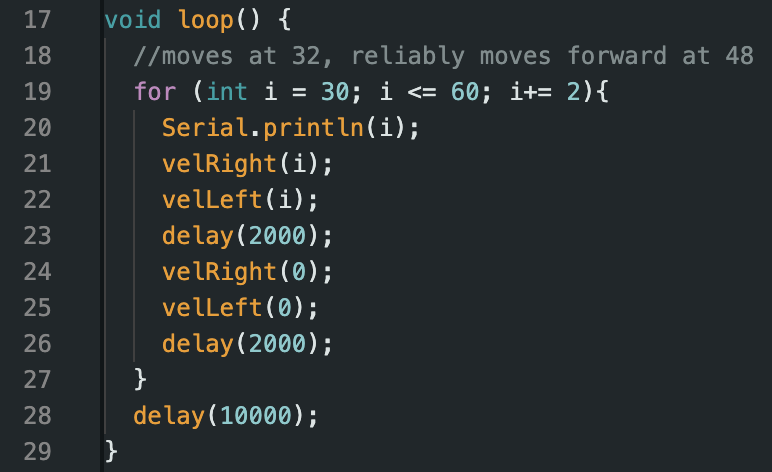 17 void loop() {
18 //moves at 32, reliably moves forward at 48
19 for (int i = 30; i <= 60; i+= 2){
20 Serial.println(i);
21 velRight(i);
22 velLeft(i);
23 delay(2000);
24 velRight(0);
25 velLeft(0);
26 delay(2000);
27 }
28 delay(10000);
29 }